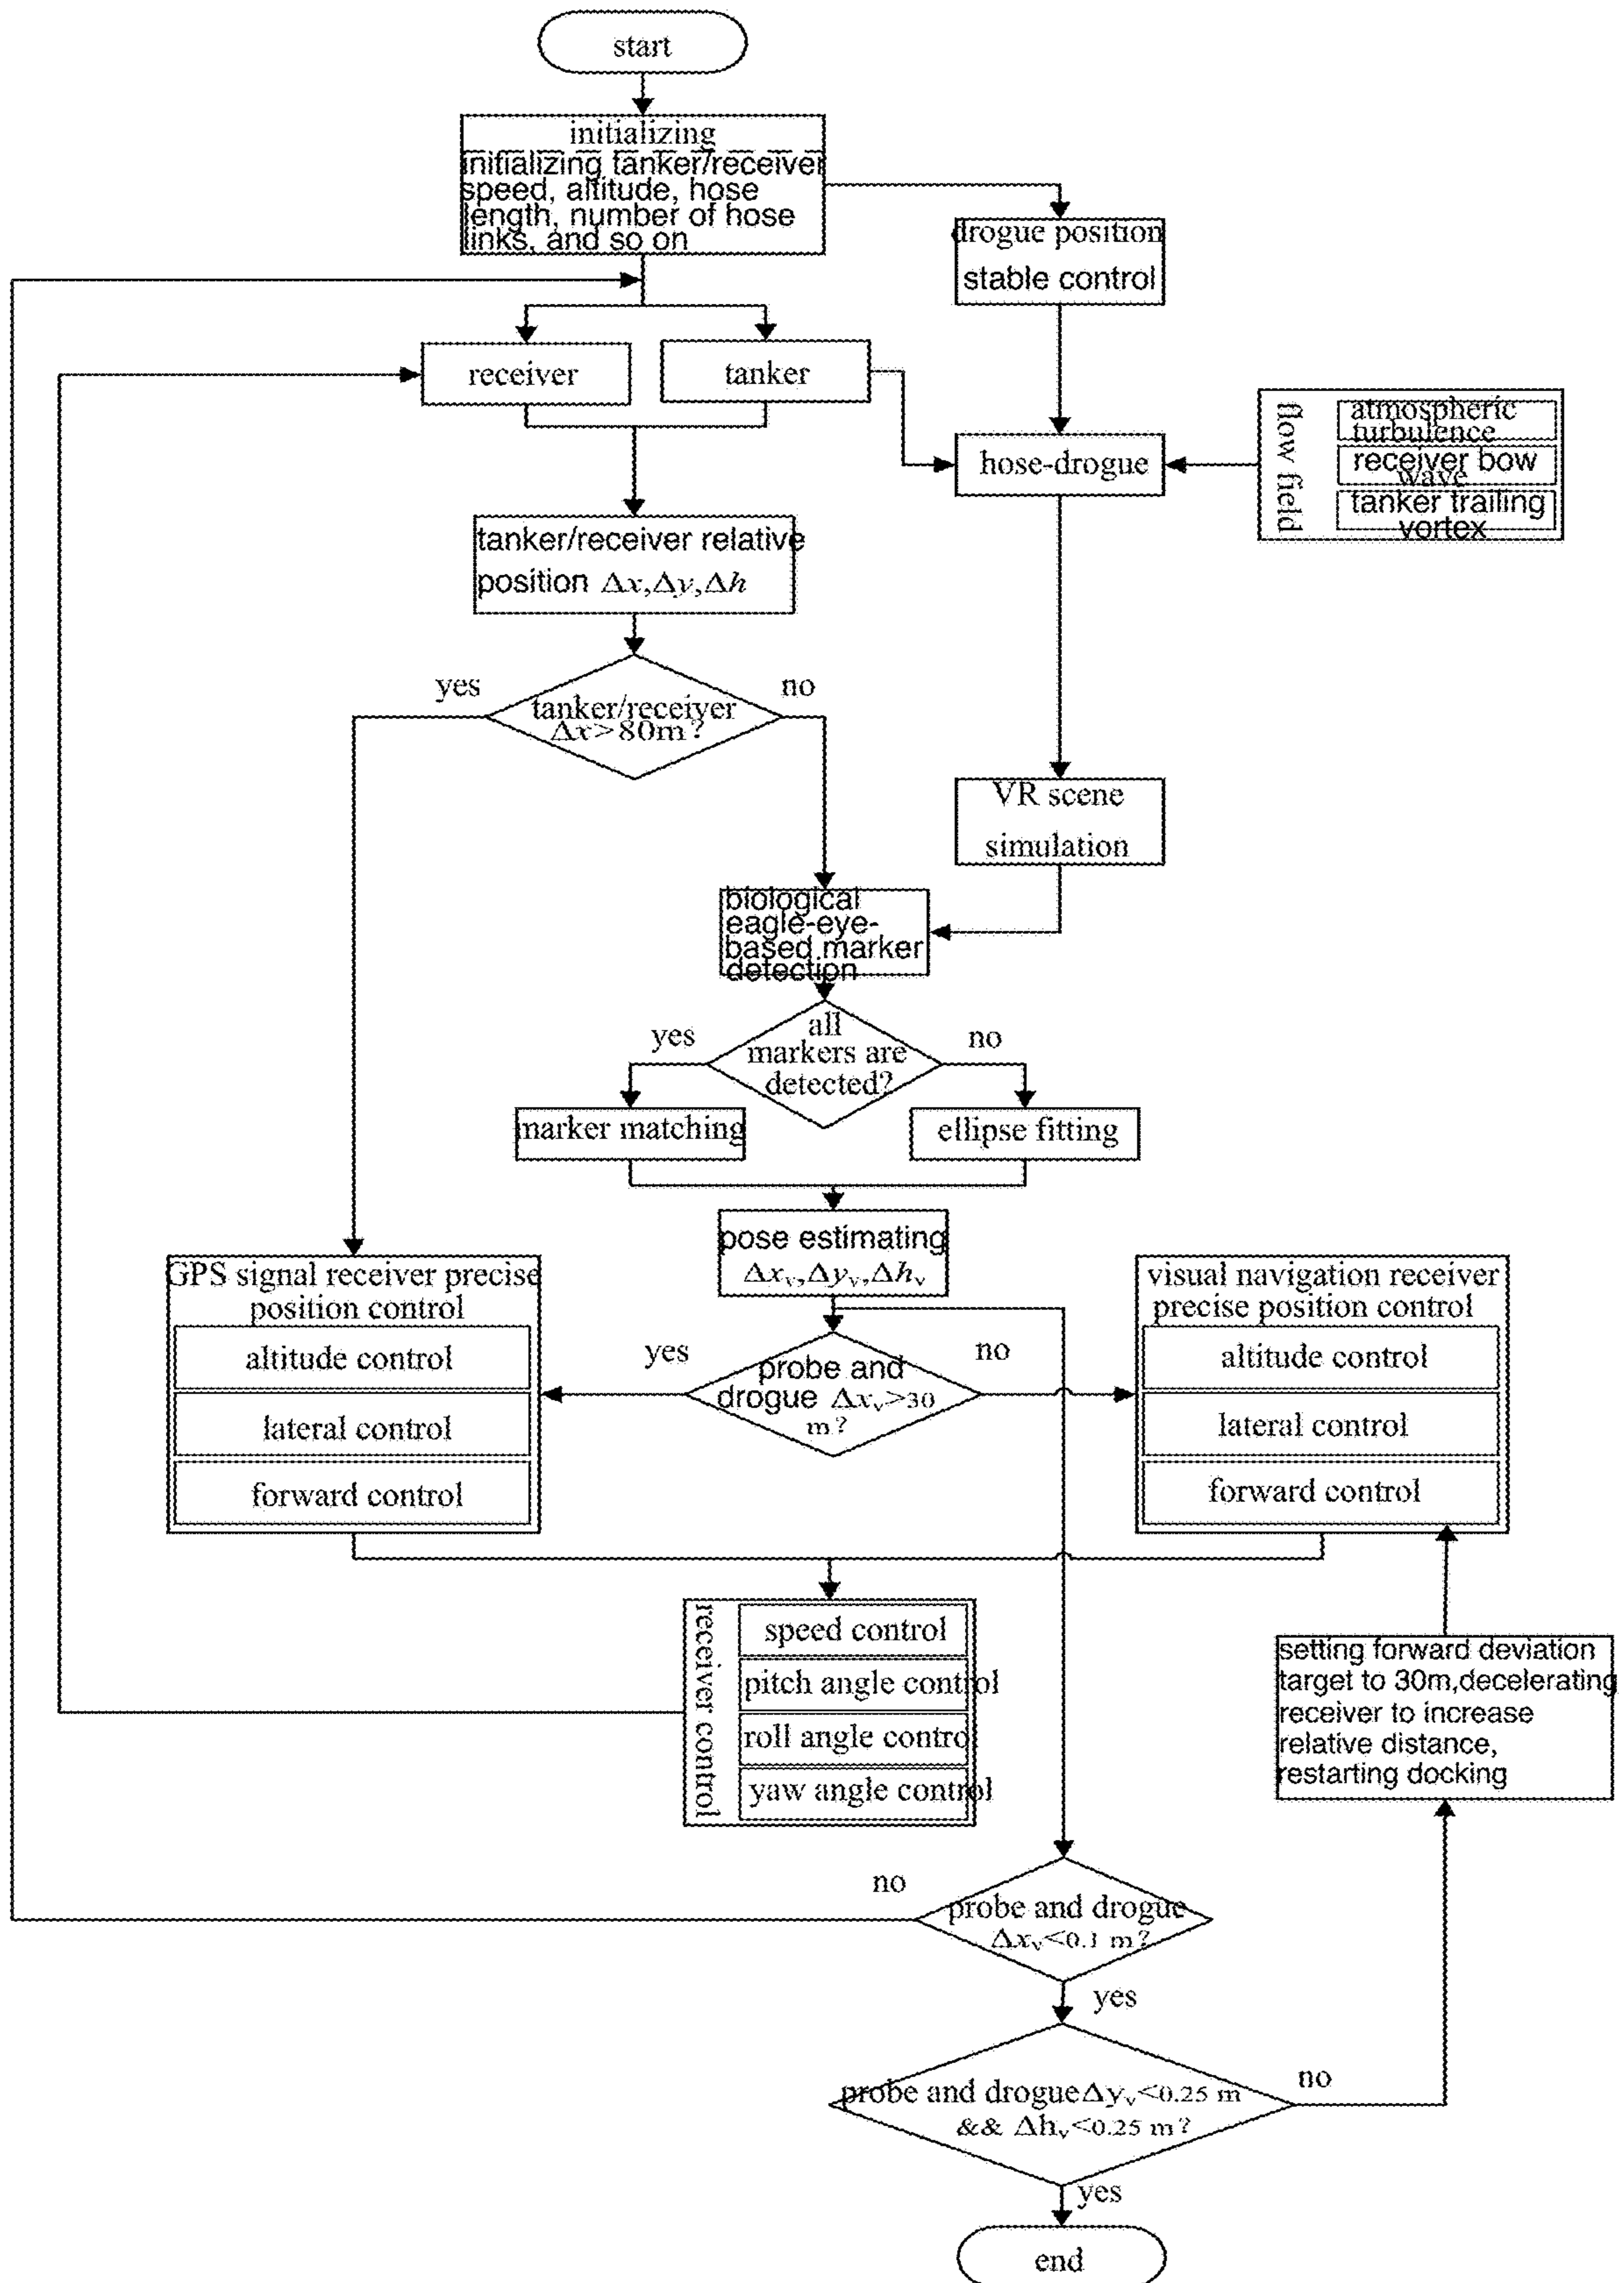 start
initializing
initializing tanker/receiver
speed, altitude, hose
length, number of hose
links, and so on
drogue position
stable control
receiver
tanker
hose-drogue
flow field
atmospheric
turbulence
receiver bow
wave
tanker trailing
vortex
tanker/receiver relative
position Δx,Δy,Δh
yes
no
tanker/receiver
Δx>80m?
VR scene
simulation
biological
eagle-eye-
based marker
detection
yes
no
all
markers are
detected?
marker matching
ellipse fitting
pose estimating
Δxᵥ,Δyᵥ,Δhᵥ
GPS signal receiver precise
position control
altitude control
lateral control
forward control
yes
no
probe and
drogue Δxᵥ>30
m?
visual navigation receiver
precise position control
altitude control
lateral control
forward control
receiver control
speed control
pitch angle control
roll angle control
yaw angle control
setting forward deviation
target to 30m,decelerating
receiver to increase
relative distance,
restarting docking
no
probe and drogue
Δxᵥ<0.1 m?
yes
probe and drogueΔyᵥ<0.25 m
&& Δhᵥ<0.25 m?
no
yes
end